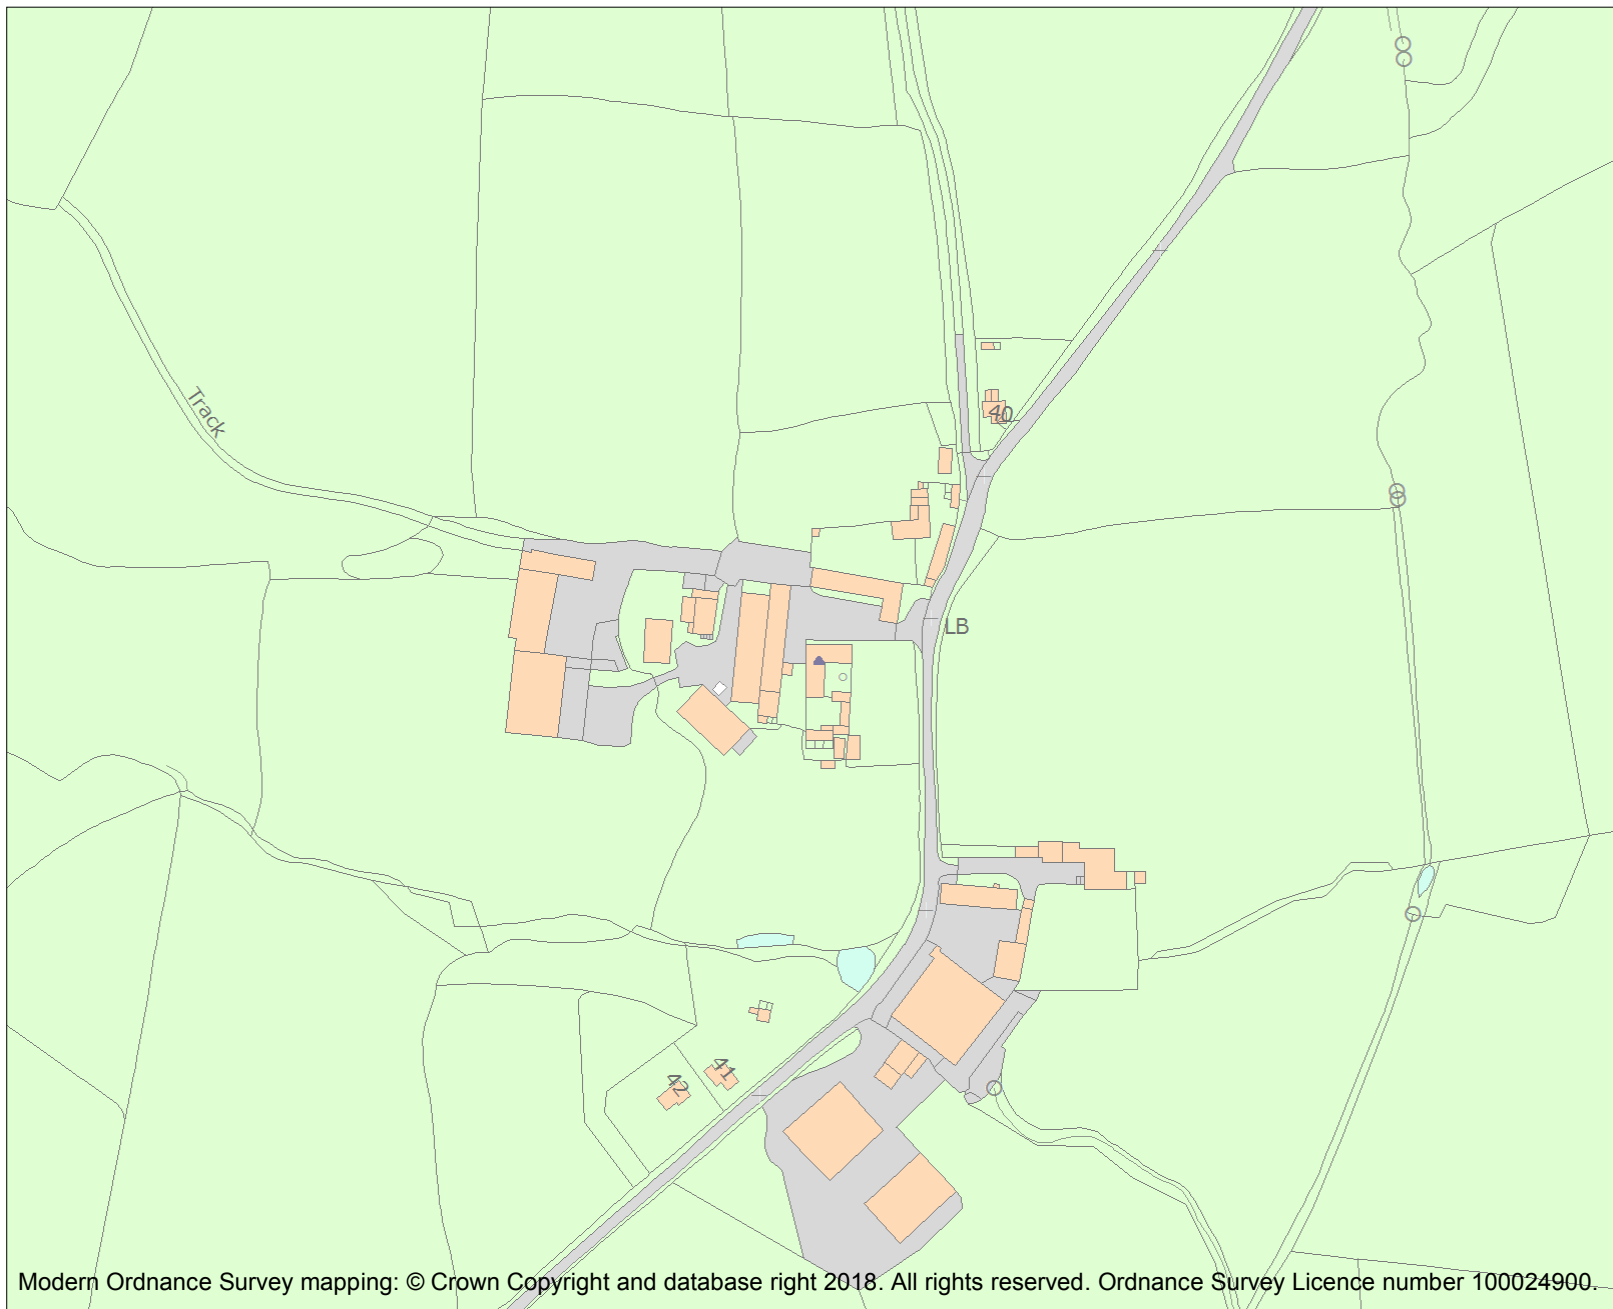 Track
40
LB
41
42
Modern Ordnance Survey mapping: © Crown Copyright and database right 2018. All rights reserved. Ordnance Survey Licence number 100024900.